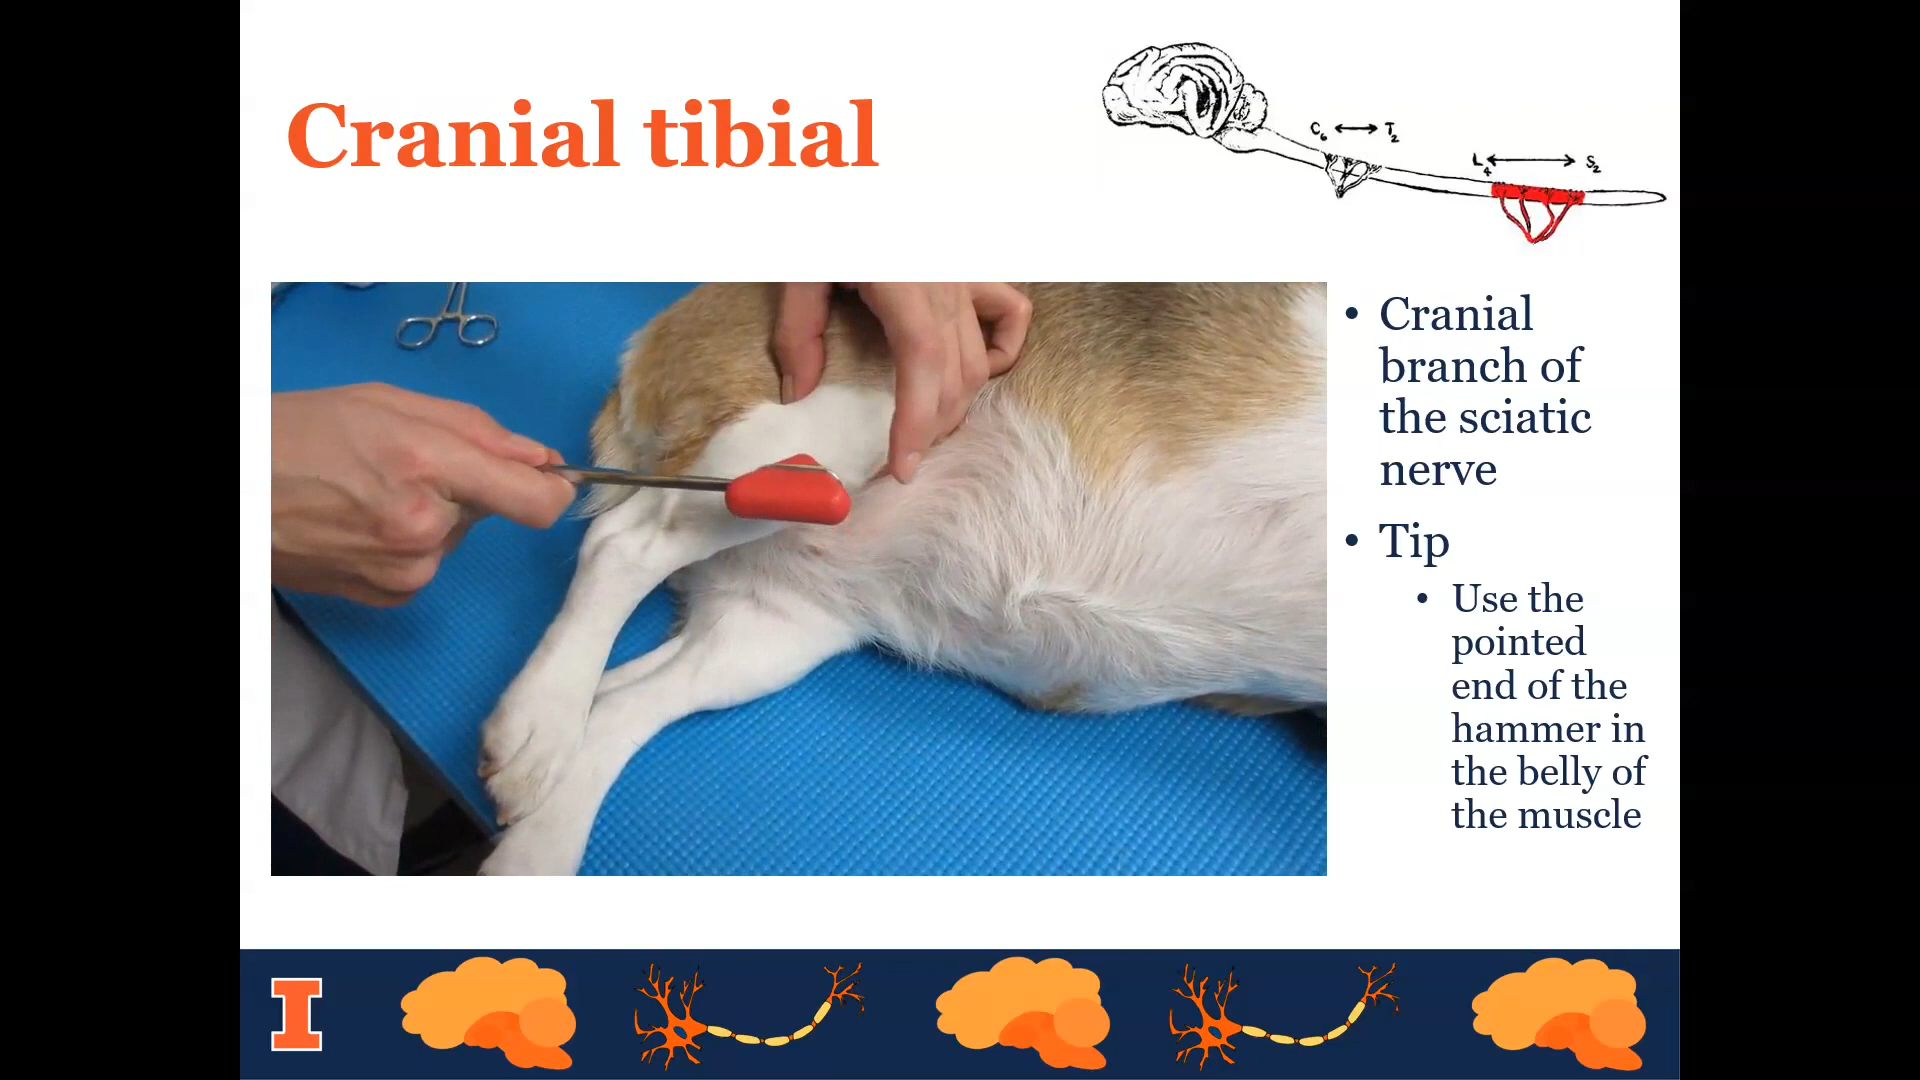 Cranial tibial
C6 ↔ T2
L4 ↔ S2
• Cranial
branch of
the sciatic
nerve
• Tip
• Use the
pointed
end of the
hammer in
the belly of
the muscle
I